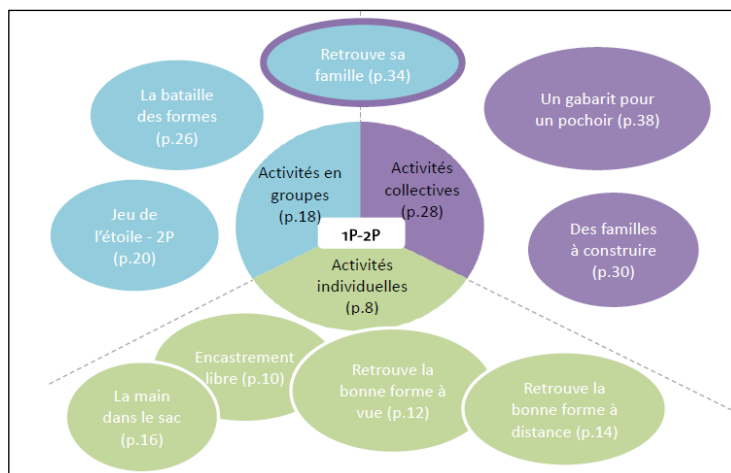 Retrouve sa
famille (p.34)
La bataille
des formes
(p.26)
Un gabarit pour
un pochoir (p.38)
Activités en
groupes
(p.18)
Activités
collectives
(p.28)
Jeu de
l'étoile - 2P
(p.20)
1P-2P
Des familles
à construire
(p.30)
Activités
individuelles
(p.8)
Encastrement
libre (p.10)
Retrouve la
bonne forme à
vue (p.12)
La main
dans le sac
(p.16)
Retrouve la
bonne forme à
distance (p.14)